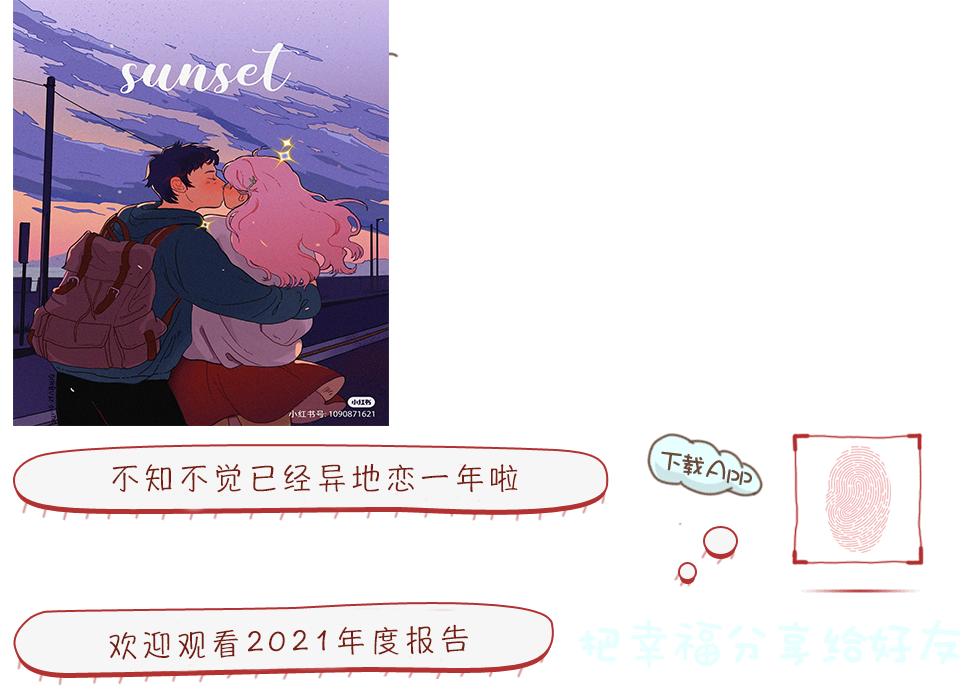 sunset
小红书
小红书号: 1090871621
不知不觉已经异地恋一年啦
下载App
欢迎观看2021年度报告
把幸福分享给好友